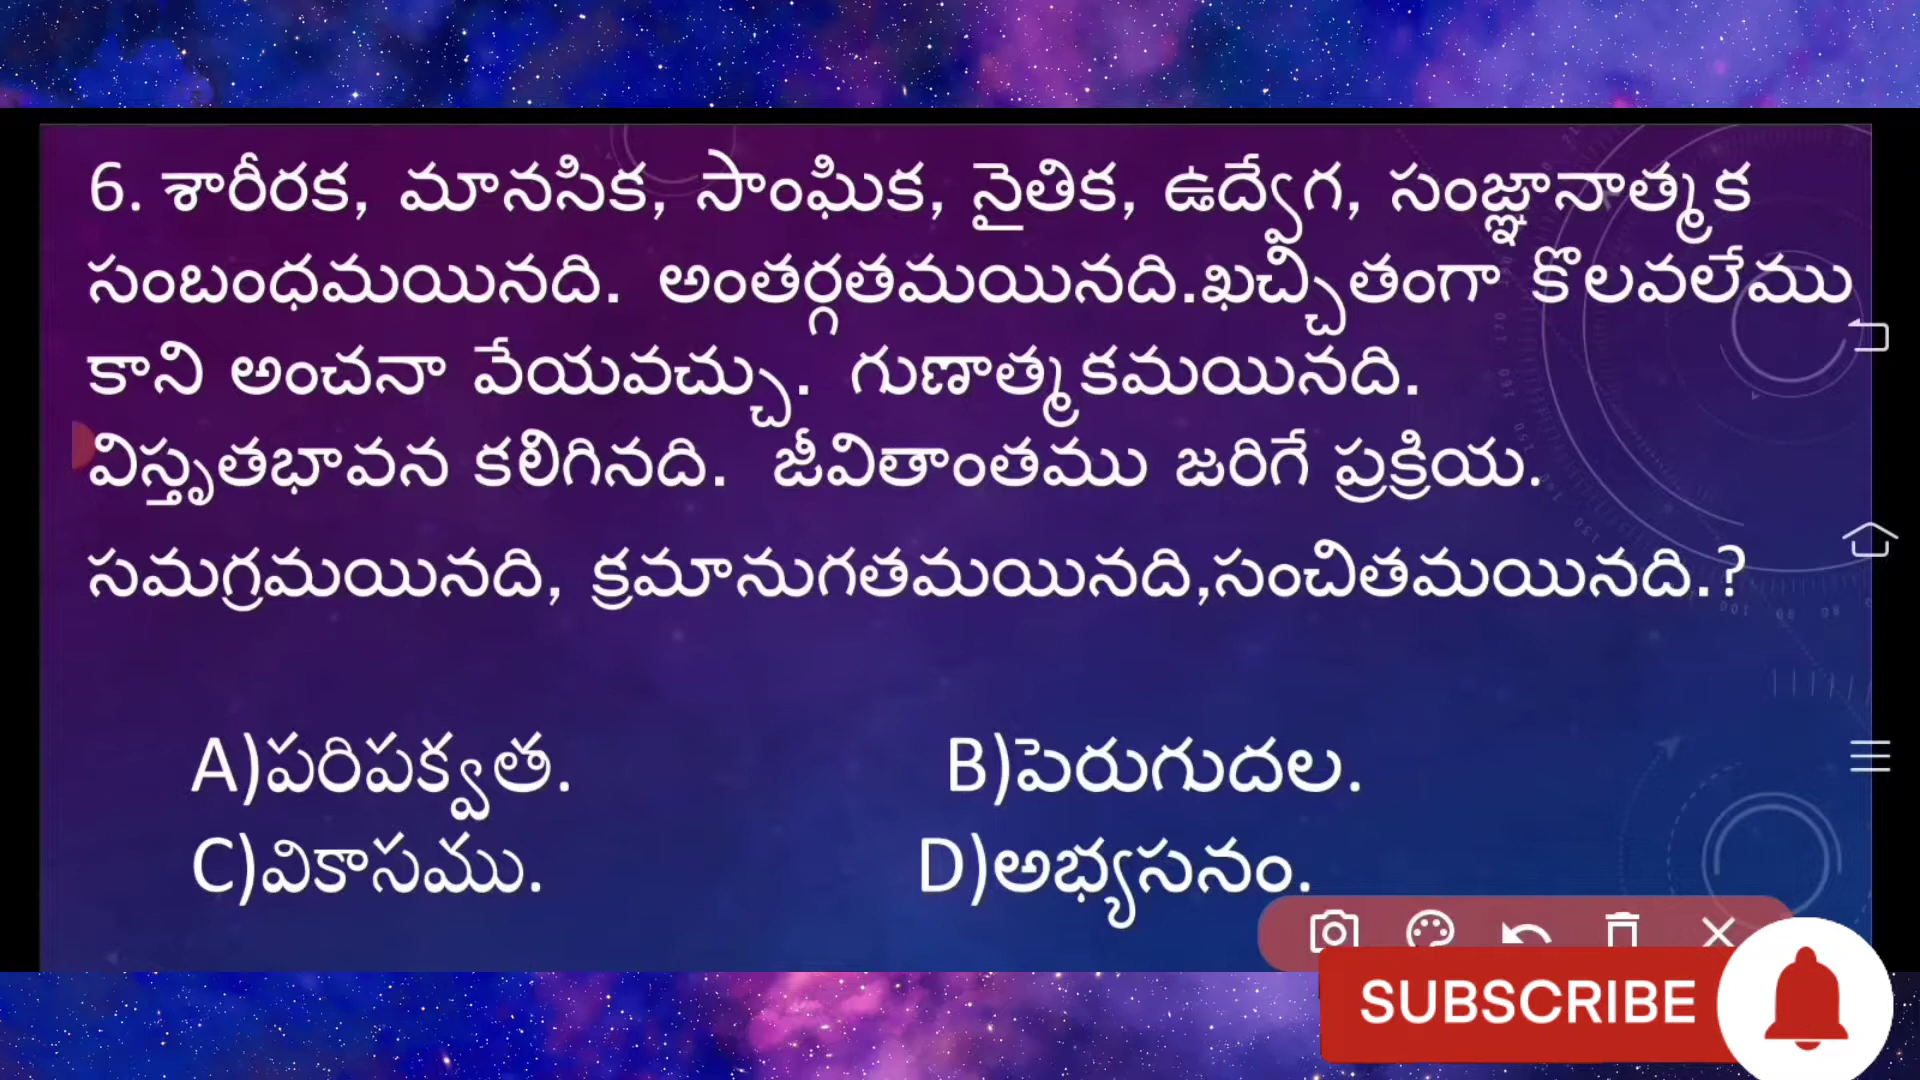 6. శారీరక, మానసిక, సాంఘిక, నైతిక, ఉద్వేగ, సంజ్ఞానాత్మక
సంబంధమయినది. అంతర్గతమయినది.ఖచ్చితంగా కొలవలేము
కాని అంచనా వేయవచ్చు. గుణాత్మకమయినది.
విస్తృతభావన కలిగినది. జీవితాంతము జరిగే ప్రక్రియ.
సమగ్రమయినది, క్రమానుగతమయినది,సంచితమయినది.?
A)పరిపక్వత. B)పెరుగుదల.
C)వికాసము. D)అభ్యసనం.
SUBSCRIBE